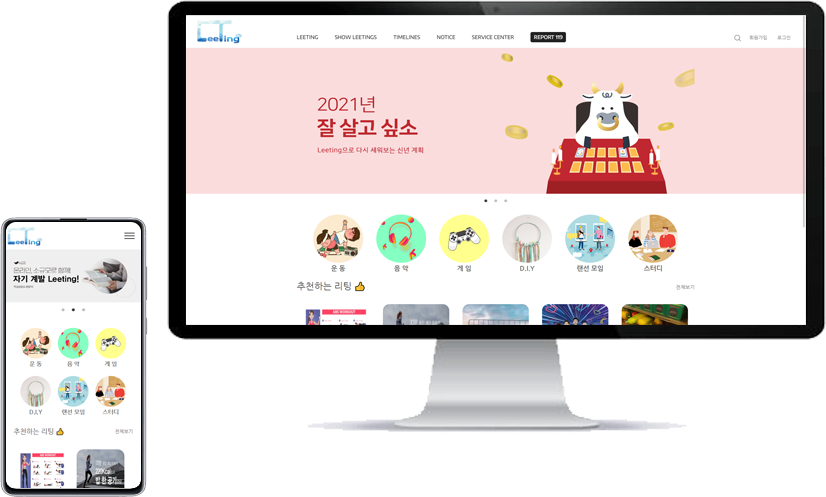 Leeting
LEETING
SHOW LEETINGS
TIMELINES
NOTICE
SERVICE CENTER
REPORT 119
회원가입
로그인
2021년
잘 살고 싶소
Leeting으로 다시 세워보는 신년 계획
운 동
음 악
게 임
D.I.Y
랜선 모임
스터디
추천하는 리팅
전체보기
Leeting
온라인, 소규모로 함께
자기 계발 Leeting!
운 동
음 악
게 임
D.I.Y
랜선 모임
스터디
추천하는 리팅
전체보기